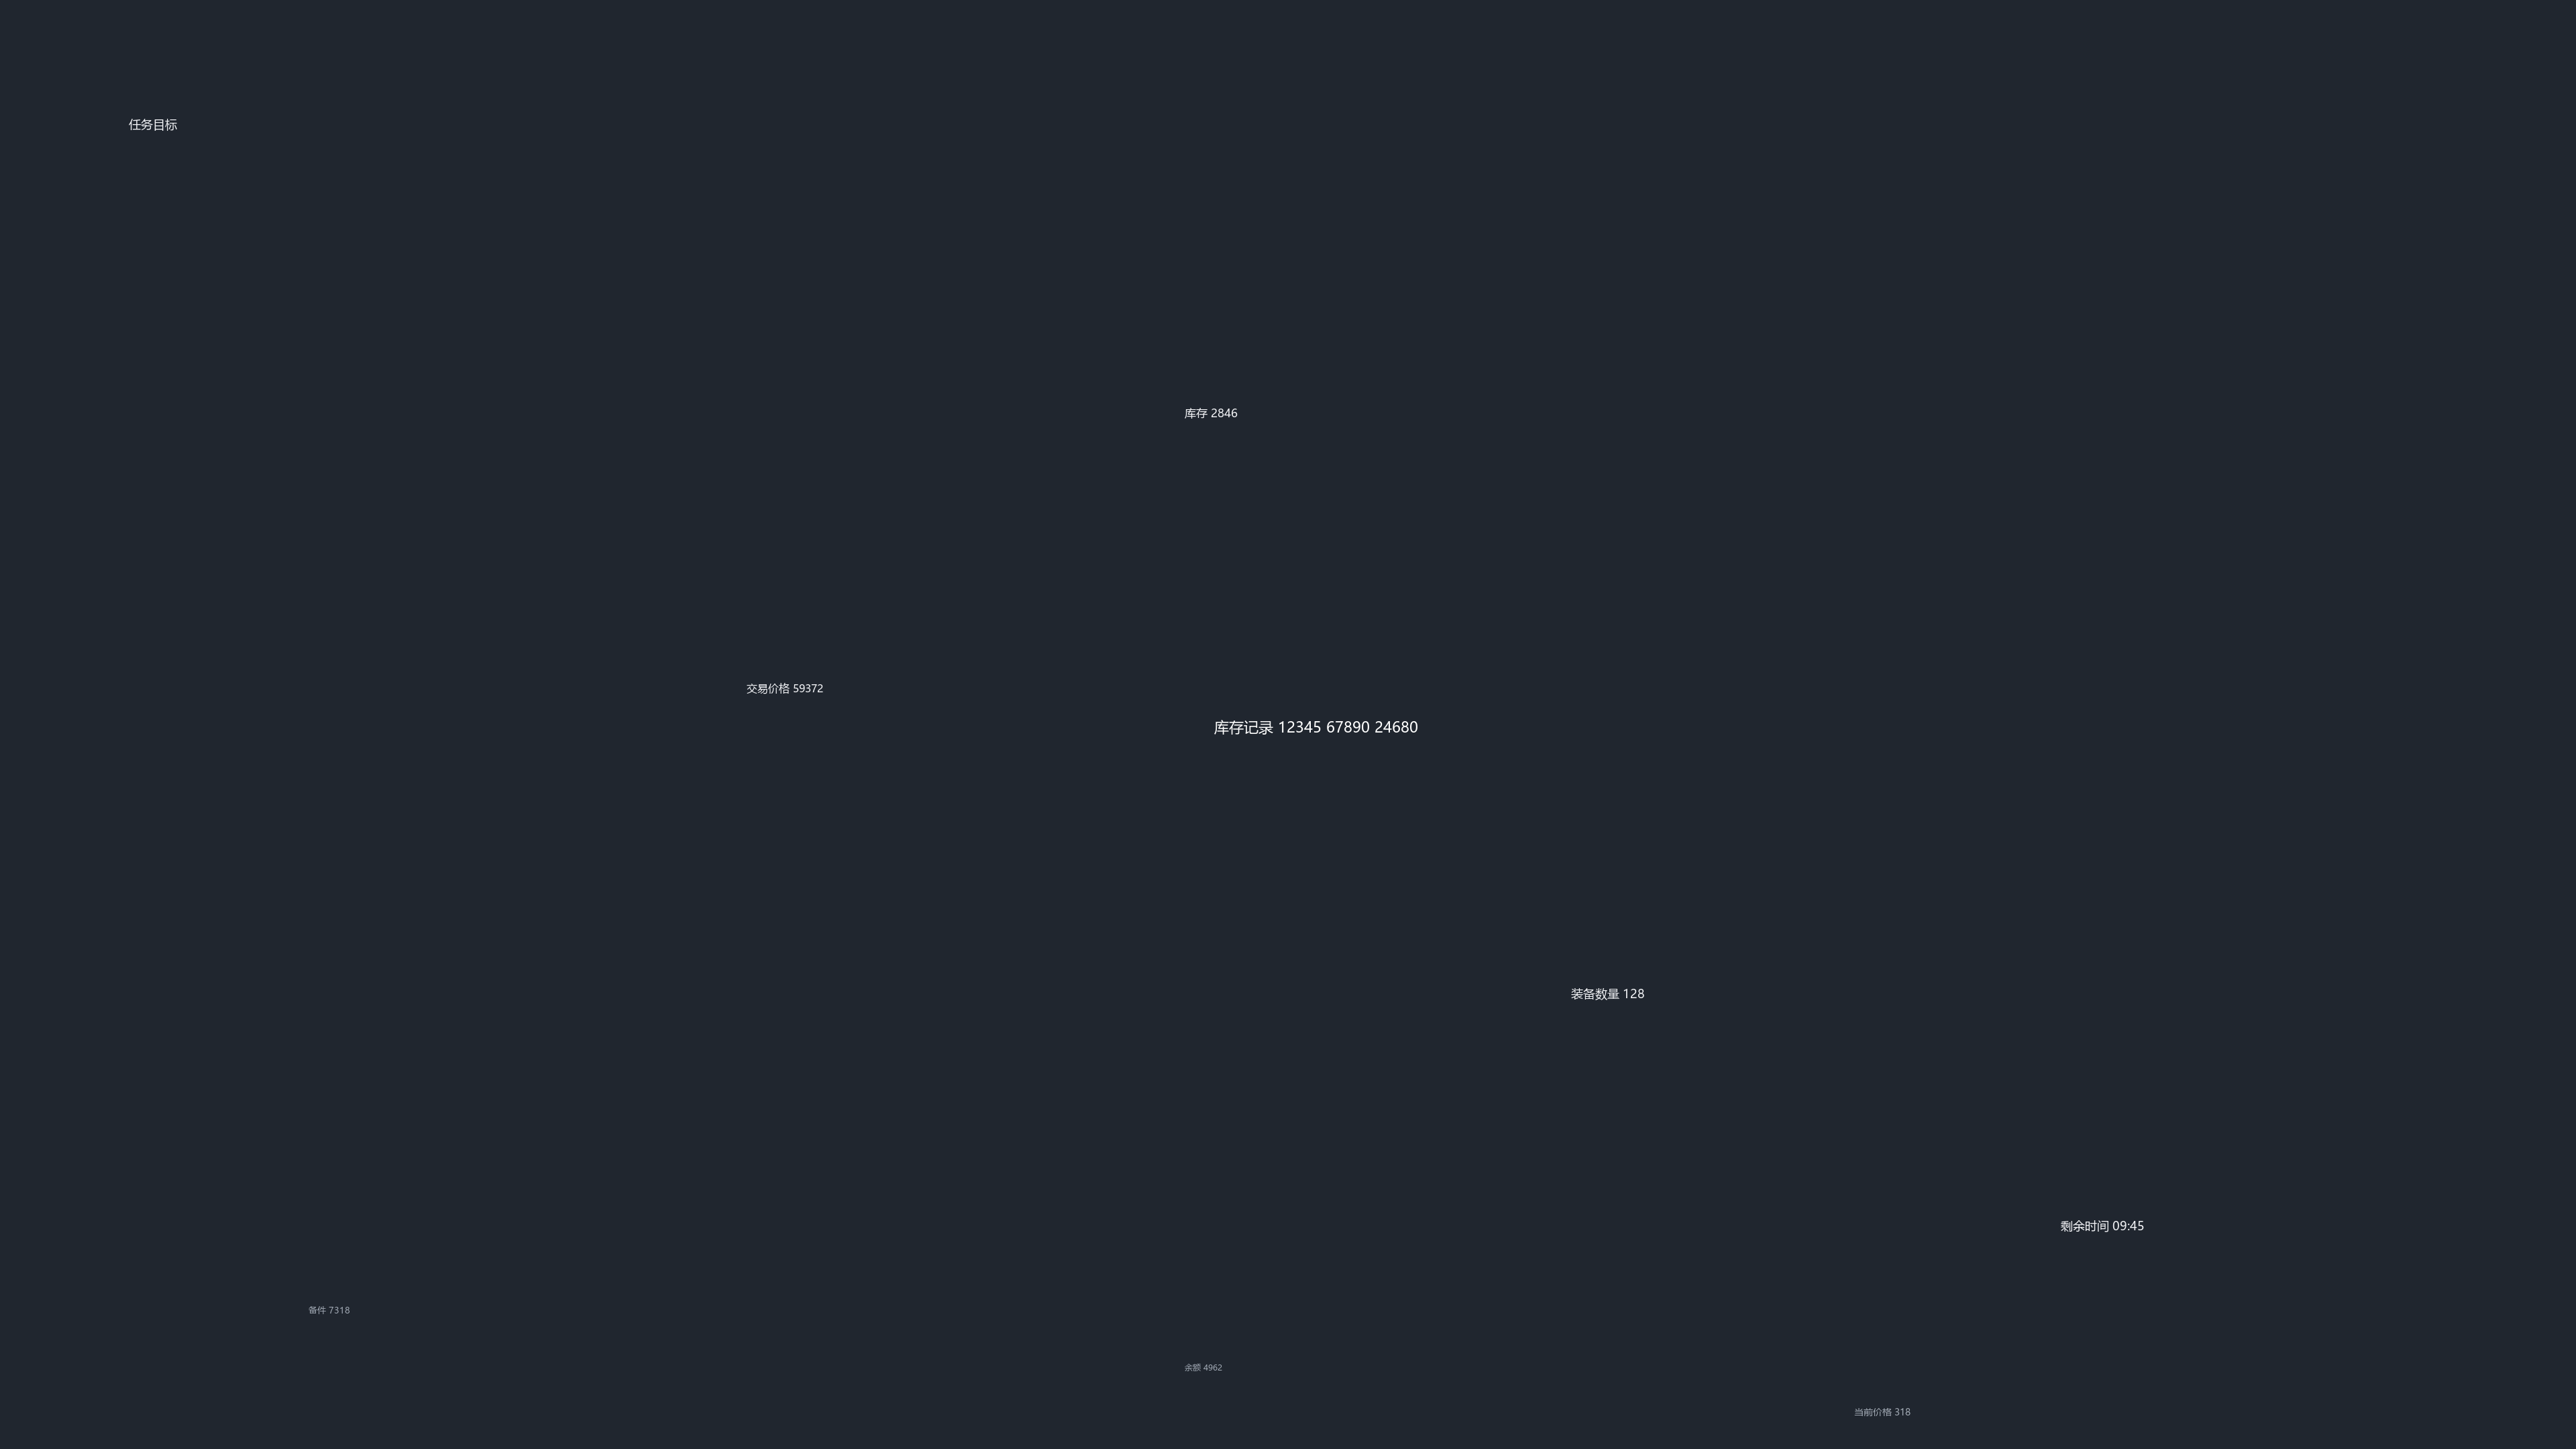 任务目标
库存 2846
交易价格 59372
库存记录 12345 67890 24680
装备数量 128
剩余时间 09:45
备件 7318
余额 4962
当前价格 318